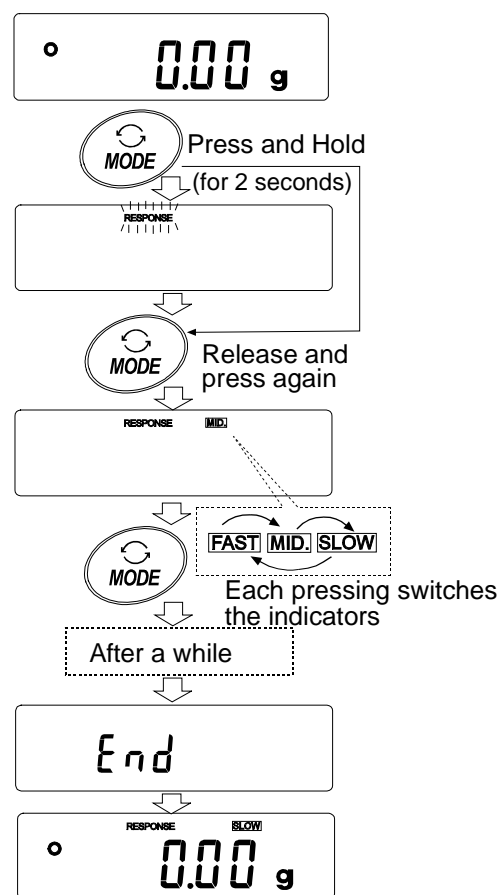 0.00 g
MODE
Press and Hold
(for 2 seconds)
RESPONSE
MODE
Release and
press again
RESPONSE MID.
FAST MID. SLOW
MODE
Each pressing switches
the indicators
After a while
End
RESPONSE SLOW
0.00 g